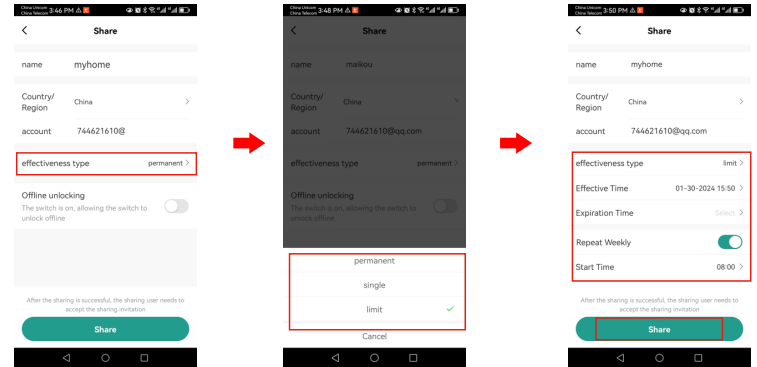 China Unicom
China Telecom 3:46 PM
Share
name myhome
Country/
Region
China
account 744621610@
effectiveness type permanent
Offline unlocking
The switch is on, allowing the switch to
unlock offline
After the sharing is successful, the sharing user needs to
accept the sharing invitation
Share
China Unicom
China Telecom 3:48 PM
Share
name maikou
Country/
Region
China
account 744621610@qq.com
effectiveness type permanent
Offline unlocking
The switch is on, allowing the switch to
unlock offline
permanent
single
limit
Cancel
China Unicom
China Telecom 3:50 PM
Share
name myhome
Country/
Region
China
account 744621610@qq.com
effectiveness type limit
Effective Time 01-30-2024 15:50
Expiration Time Select
Repeat Weekly
Start Time 08:00
After the sharing is successful, the sharing user needs to
accept the sharing invitation
Share